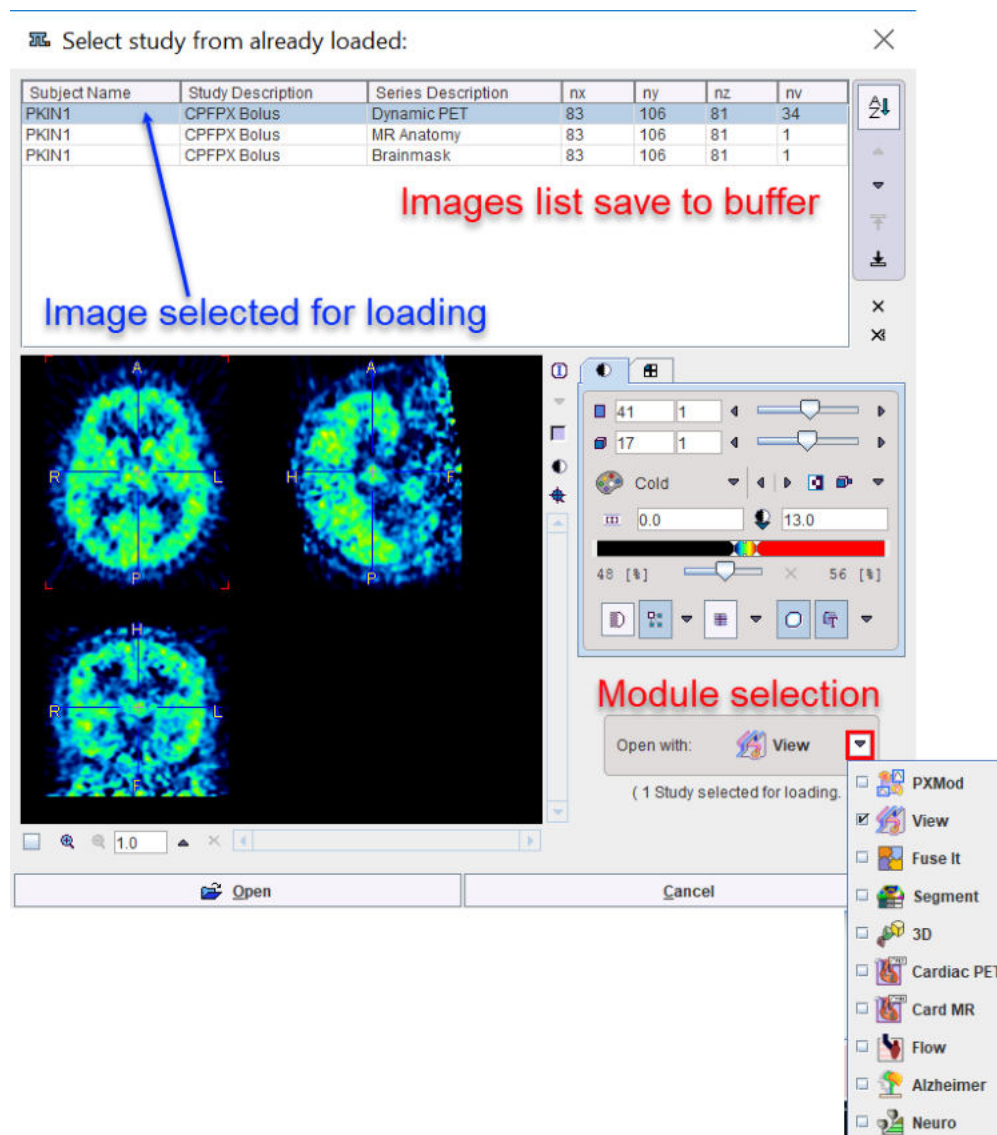 Select study from already loaded:
Subject Name Study Description Series Description nx ny nz nv
PKIN1 CPFPX Bolus Dynamic PET 83 106 81 34
PKIN1 CPFPX Bolus MR Anatomy 83 106 81 1
PKIN1 CPFPX Bolus Brainmask 83 106 81 1
Images list save to buffer
Image selected for loading
A
R L
P
A
H F
P
H
R L
F
41 1
17 1
Cold
0.0 13.0
48 [%] 56 [%]
Module selection
Open with: View
( 1 Study selected for loading.
PXMod
View
Fuse It
Segment
3D
Cardiac PET
Card MR
Flow
Alzheimer
Neuro
1.0
Open Cancel